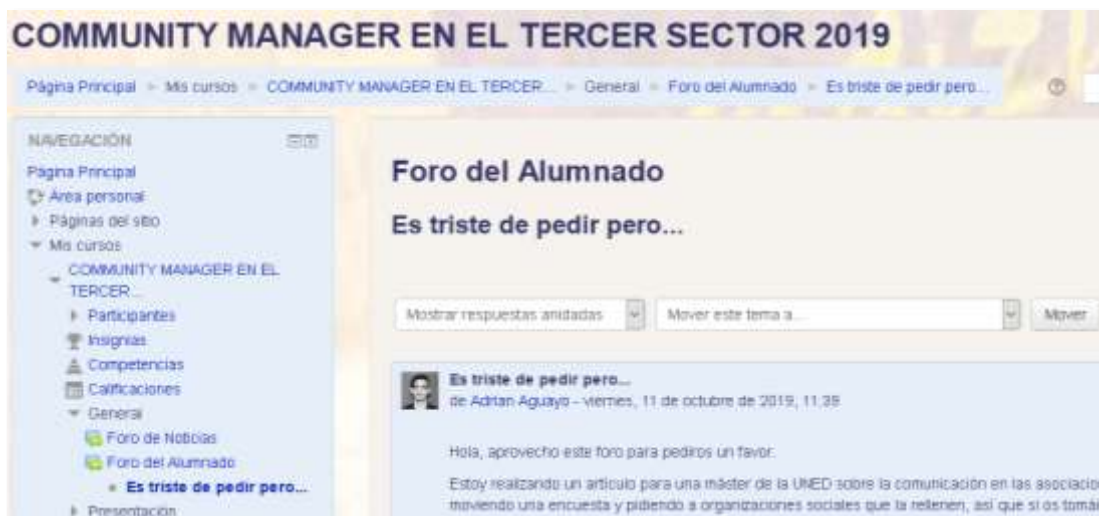 COMMUNITY MANAGER EN EL TERCER SECTOR 2019
Página Principal Mis cursos COMMUNITY MANAGER EN EL TERCER... General Foro del Alumnado Es triste de pedir pero...
NAVEGACIÓN
Página Principal
Área personal
Páginas del sitio
Mis cursos
COMMUNITY MANAGER EN EL
TERCER...
Participantes
Insignias
Competencias
Calificaciones
General
Foro de Noticias
Foro del Alumnado
Es triste de pedir pero...
Presentación
Foro del Alumnado
Es triste de pedir pero...
Mostrar respuestas anidadas Mover este tema a... Mover
Es triste de pedir pero...
de Adrian Aguayo - viernes, 11 de octubre de 2019, 11:39
Hola, aprovecho este foro para pediros un favor.
Estoy realizando un artículo para una máster de la UNED sobre la comunicación en las asociacio
moviendo una encuesta y pidiendo a organizaciones sociales que la rellenen, así que si os tomá